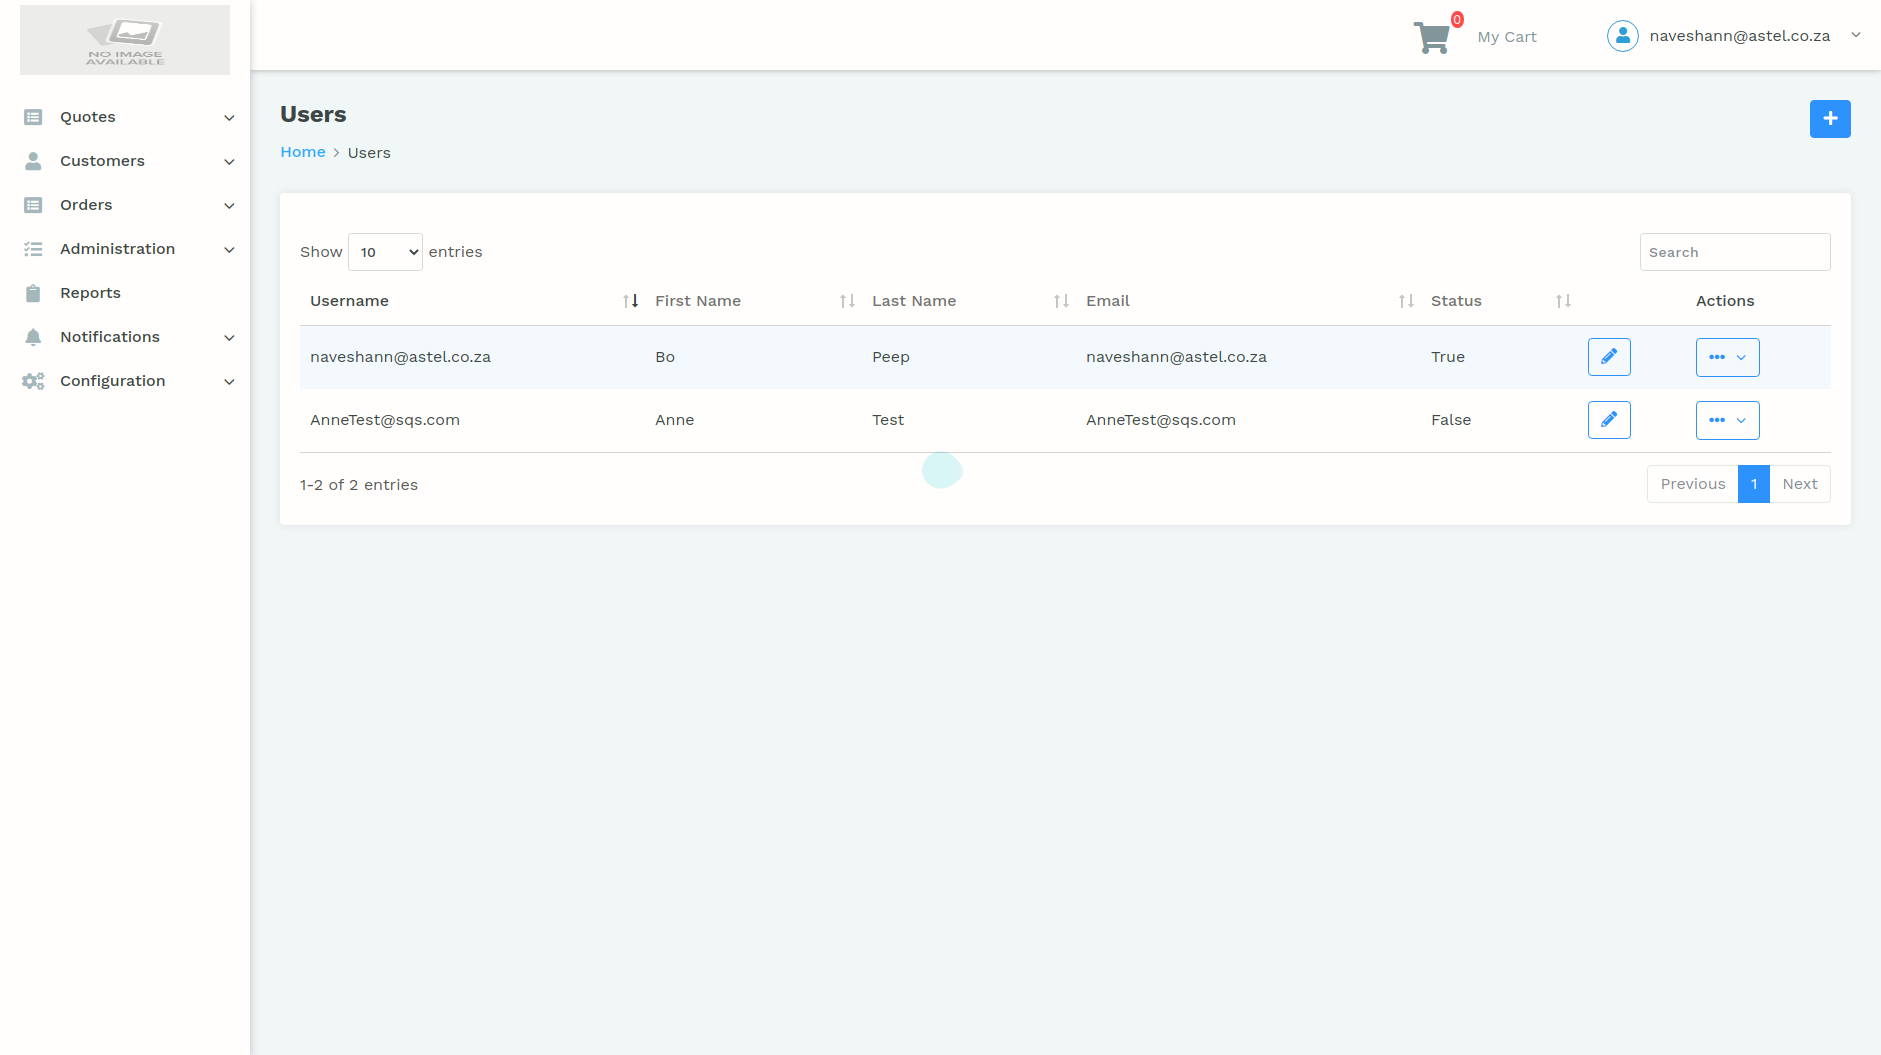 NO IMAGE
AVAILABLE
0
My Cart
naveshann@astel.co.za
Quotes
Customers
Orders
Administration
Reports
Notifications
Configuration
Users
Home > Users
Show 10 entries
Search
Username First Name Last Name Email Status Actions
naveshann@astel.co.za Bo Peep naveshann@astel.co.za True
AnneTest@sqs.com Anne Test AnneTest@sqs.com False
1-2 of 2 entries
Previous 1 Next